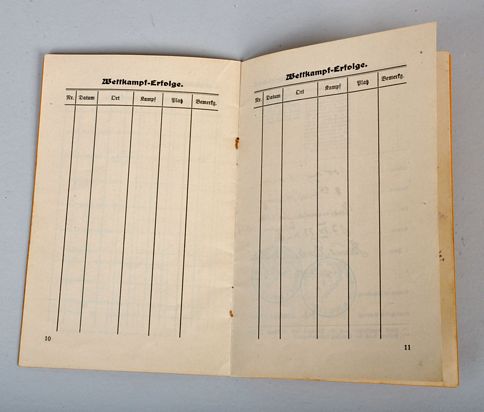 Wettkampf-Erfolge.
Nr. Datum Ort Kampf Platz Bemerkg.
10
Wettkampf-Erfolge.
Nr. Datum Ort Kampf Platz Bemerkg.
11